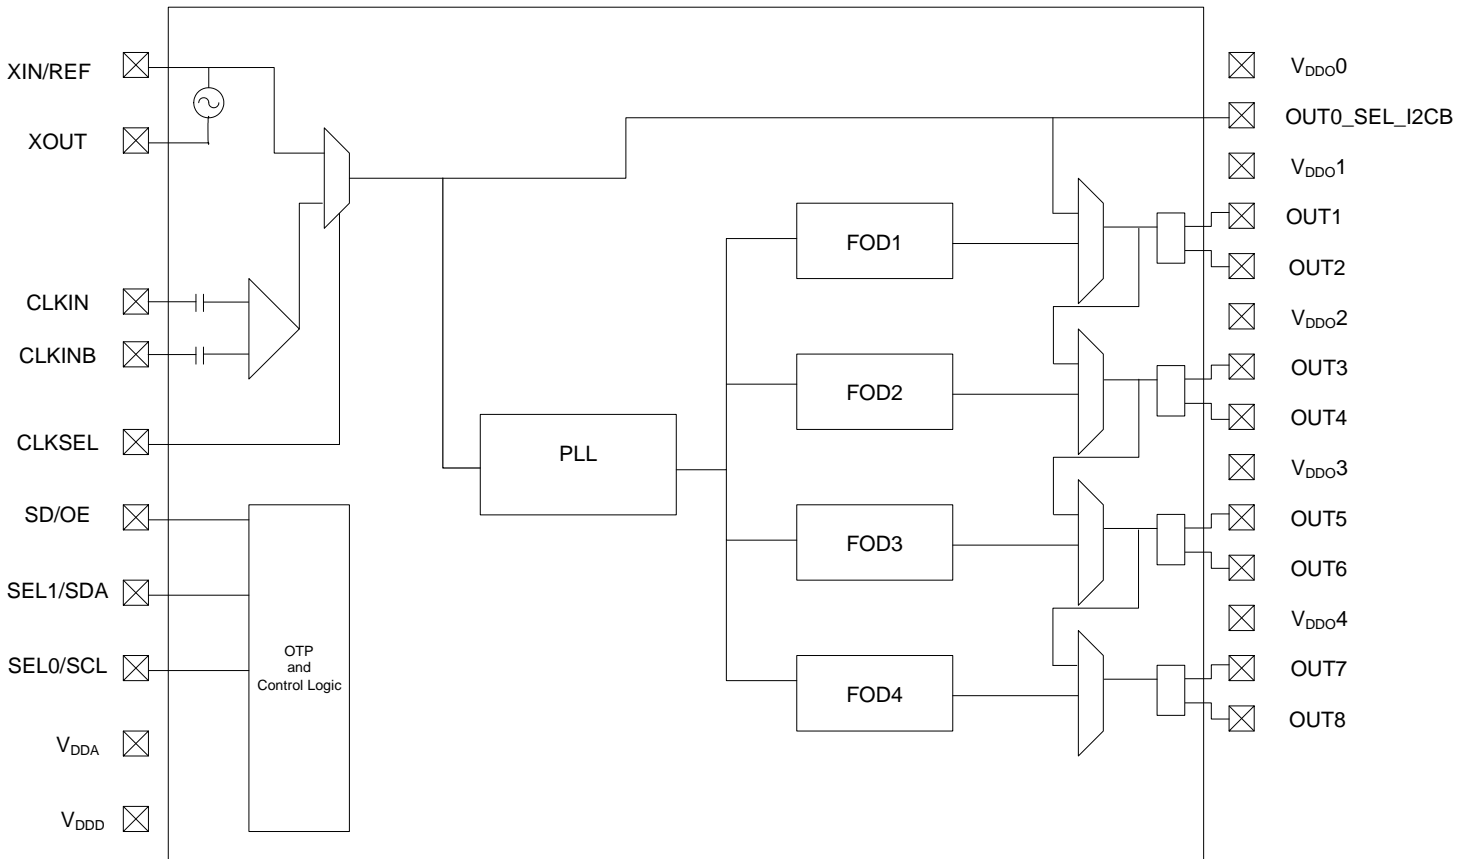 XIN/REF
XOUT
CLKIN
CLKINB
CLKSEL
SD/OE
SEL1/SDA
SEL0/SCL
VDDA
VDDD
OTP
and
Control Logic
PLL
FOD1
FOD2
FOD3
FOD4
VDDO0
OUT0_SEL_I2CB
VDDO1
OUT1
OUT2
VDDO2
OUT3
OUT4
VDDO3
OUT5
OUT6
VDDO4
OUT7
OUT8